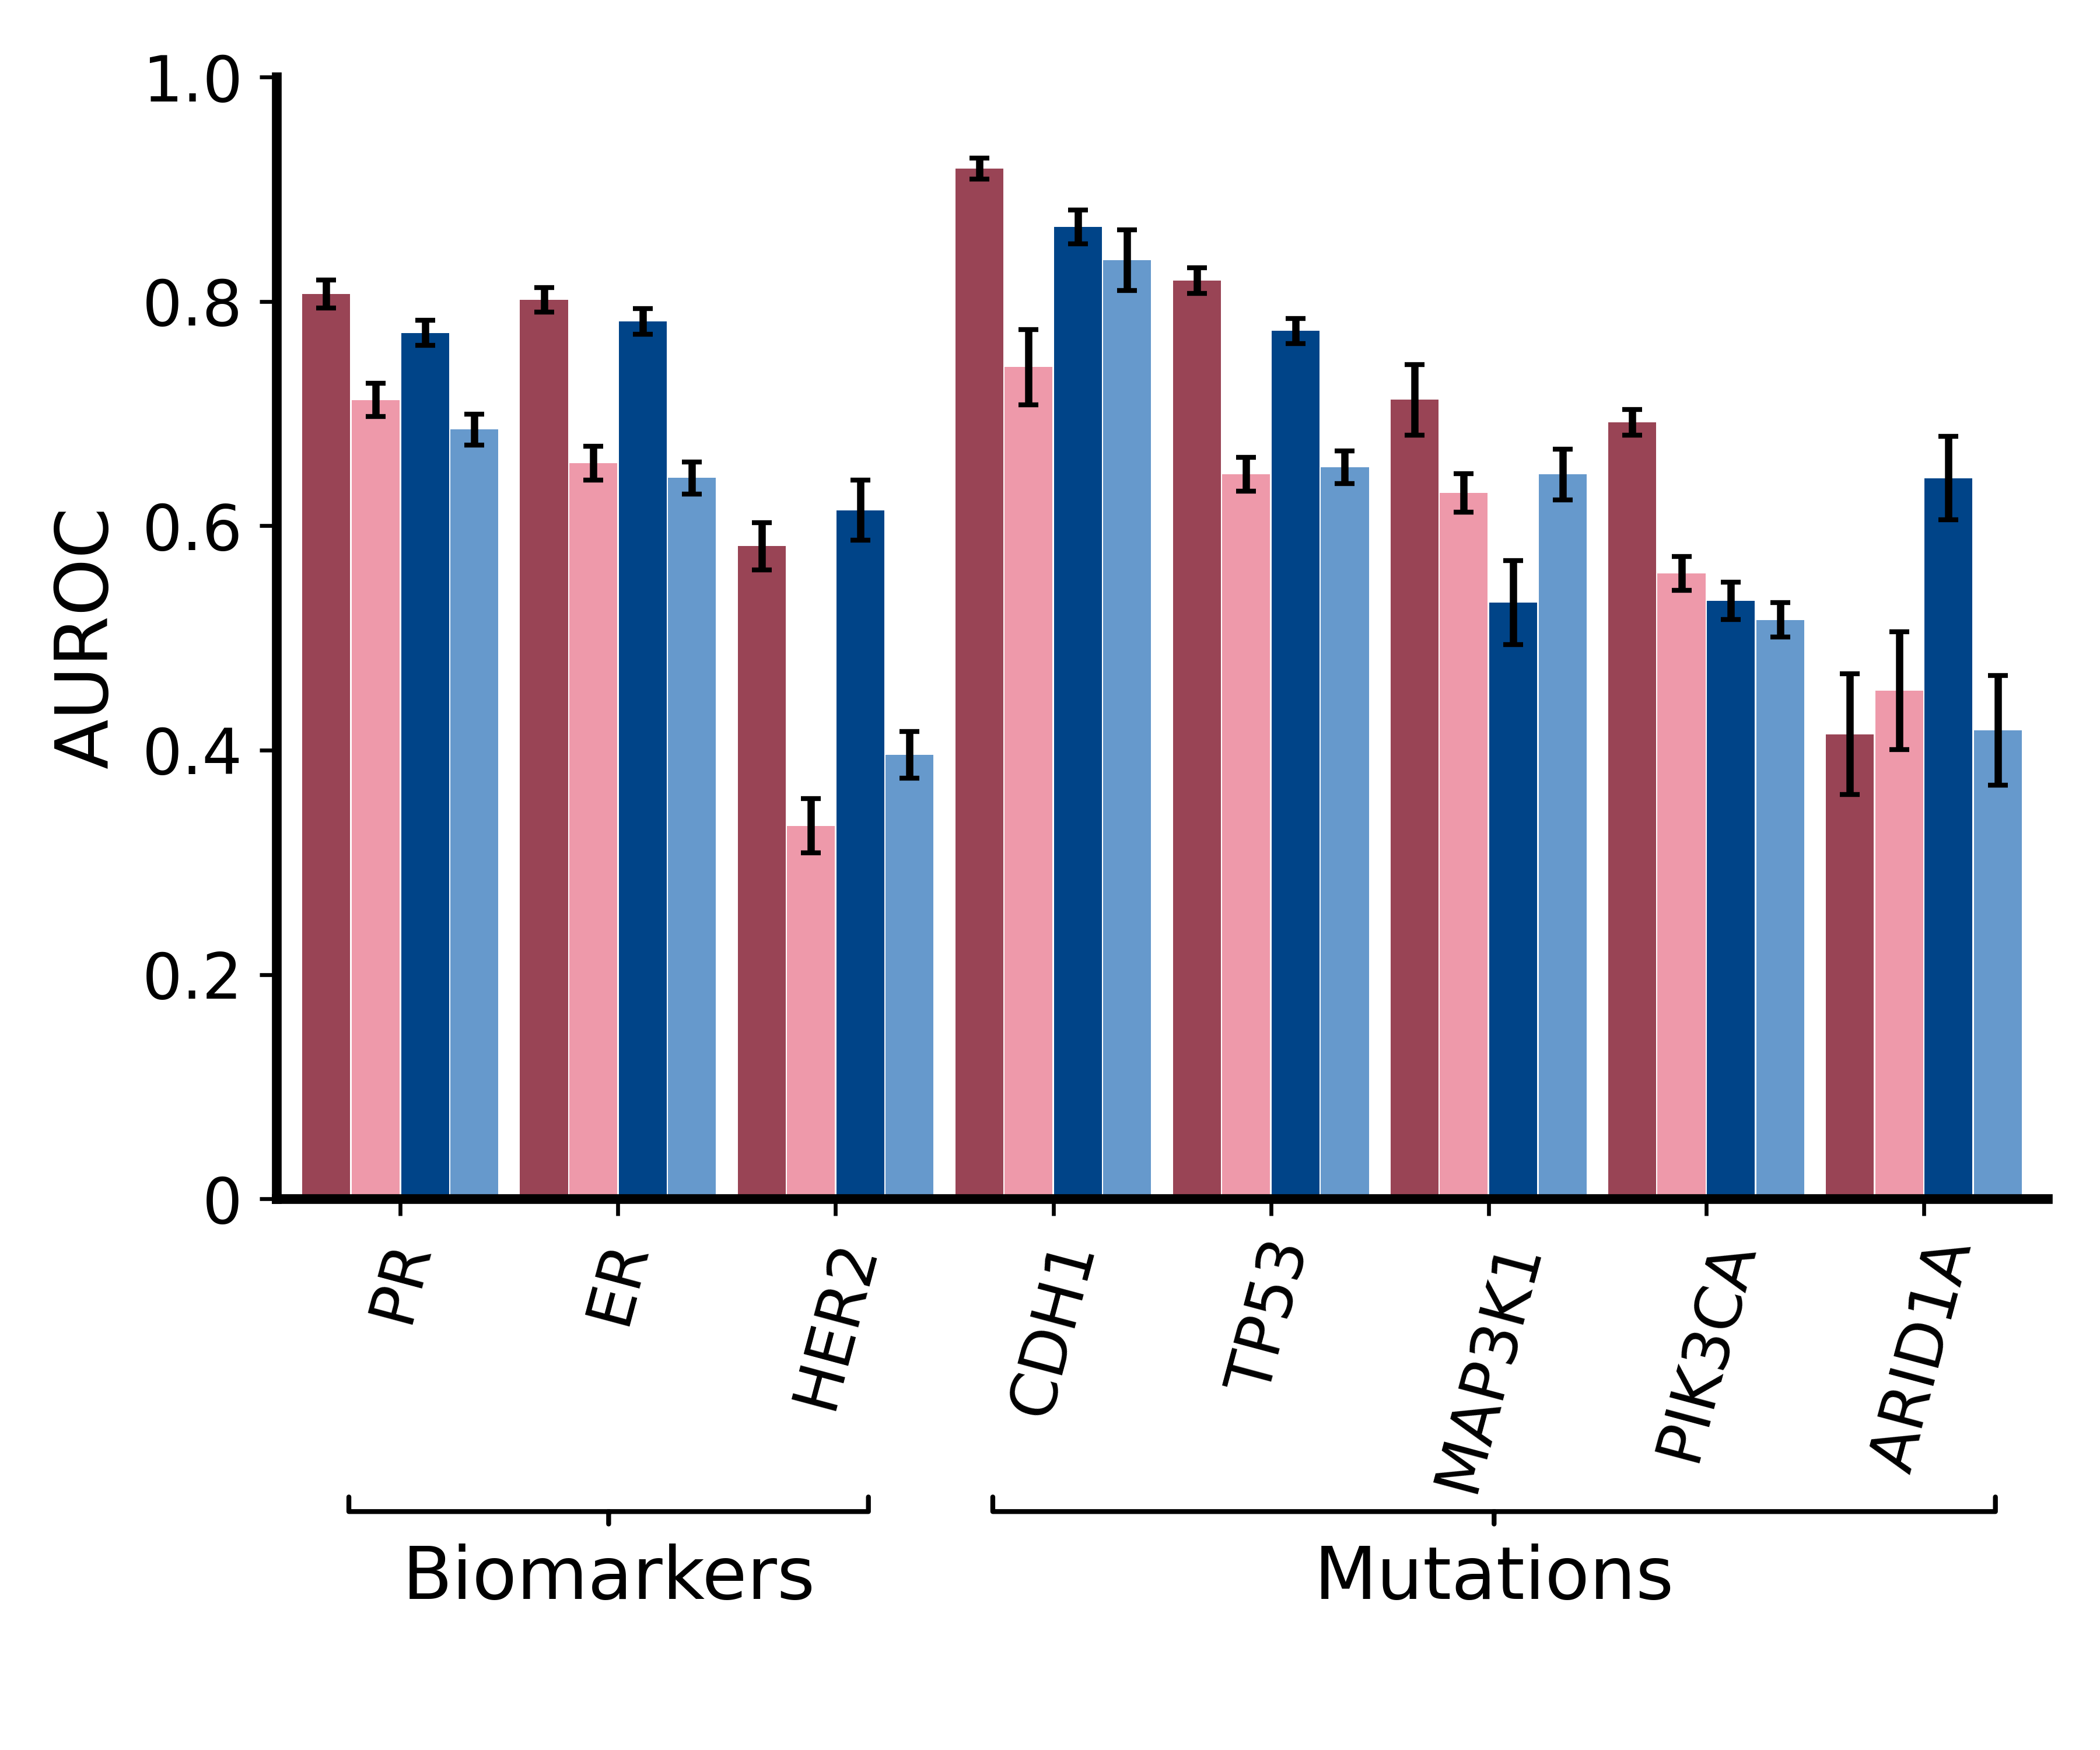 AUROC
1.0
0.8
0.6
0.4
0.2
0
PR
ER
HER2
CDH1
TP53
MAP3K1
PIK3CA
ARID1A
Biomarkers
Mutations